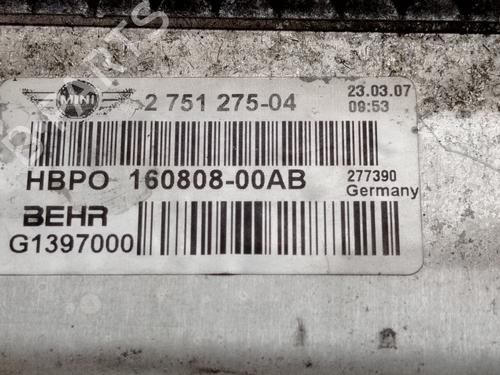 MINI
2 751 275-04
23.03.07
09:53
HBPO 160808-00AB
277390
Germany
BEHR
G1397000